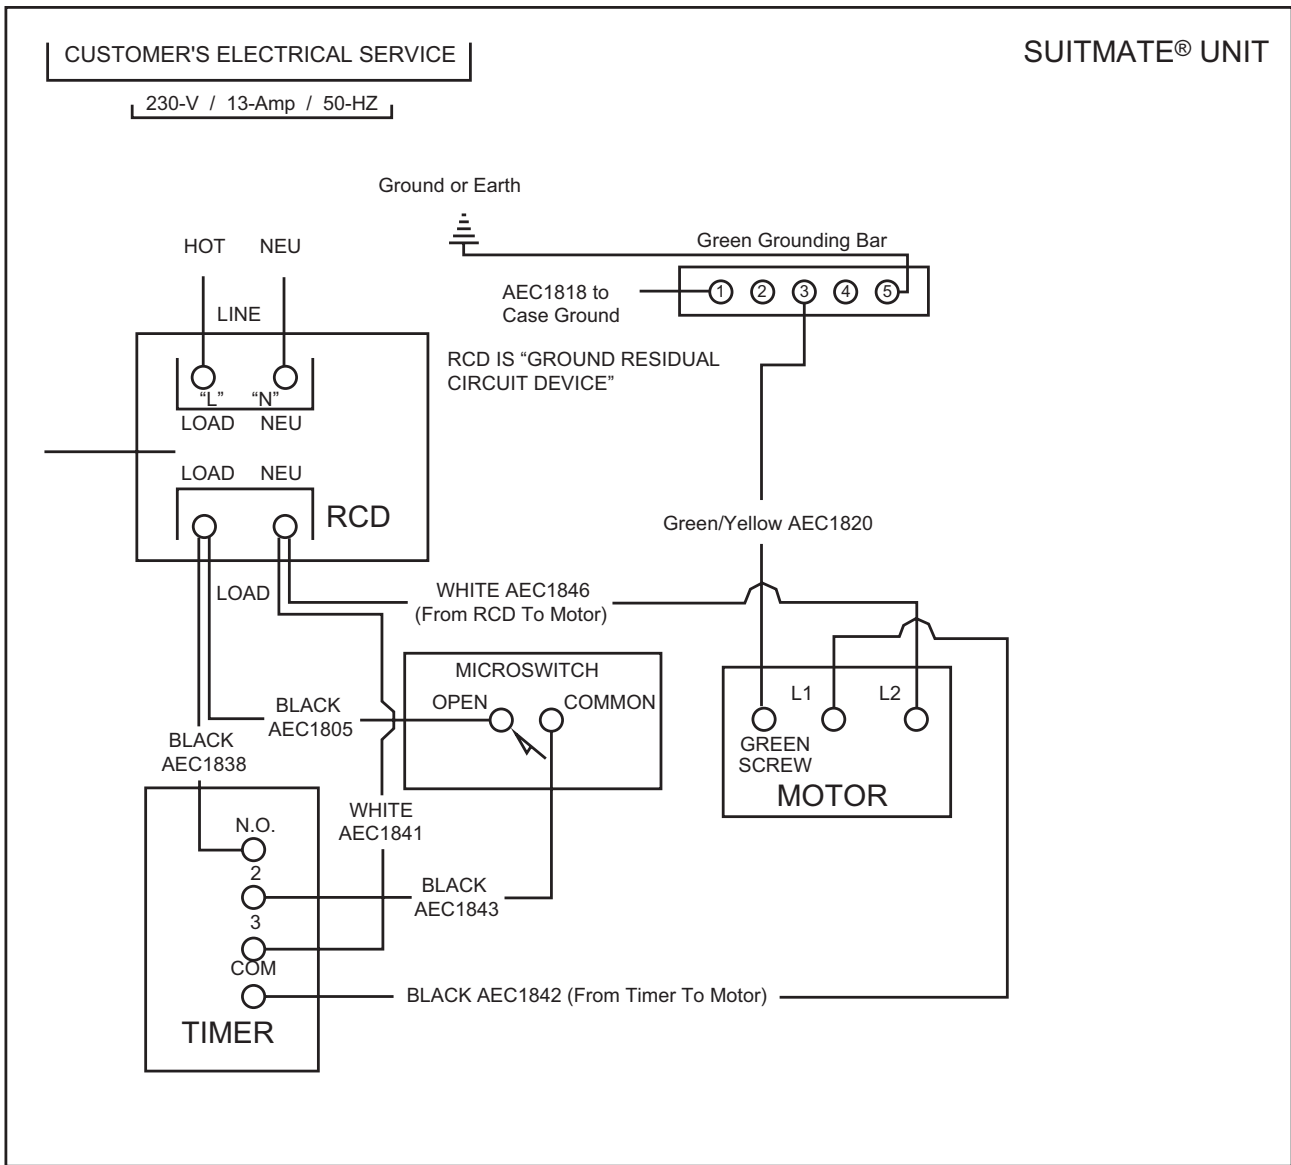 CUSTOMER'S ELECTRICAL SERVICE
SUITMATE® UNIT
230-V / 13-Amp / 50-HZ
Ground or Earth
HOT NEU
Green Grounding Bar
LINE
AEC1818 to
Case Ground
1 2 3 4 5
RCD IS “GROUND RESIDUAL
CIRCUIT DEVICE”
“L” “N”
LOAD NEU
LOAD NEU
RCD
Green/Yellow AEC1820
LOAD
WHITE AEC1846
(From RCD To Motor)
MICROSWITCH
OPEN COMMON
L1 L2
BLACK
AEC1805
BLACK
AEC1838
GREEN
SCREW
MOTOR
WHITE
AEC1841
N.O.
2
BLACK
AEC1843
3
COM
BLACK AEC1842 (From Timer To Motor)
TIMER